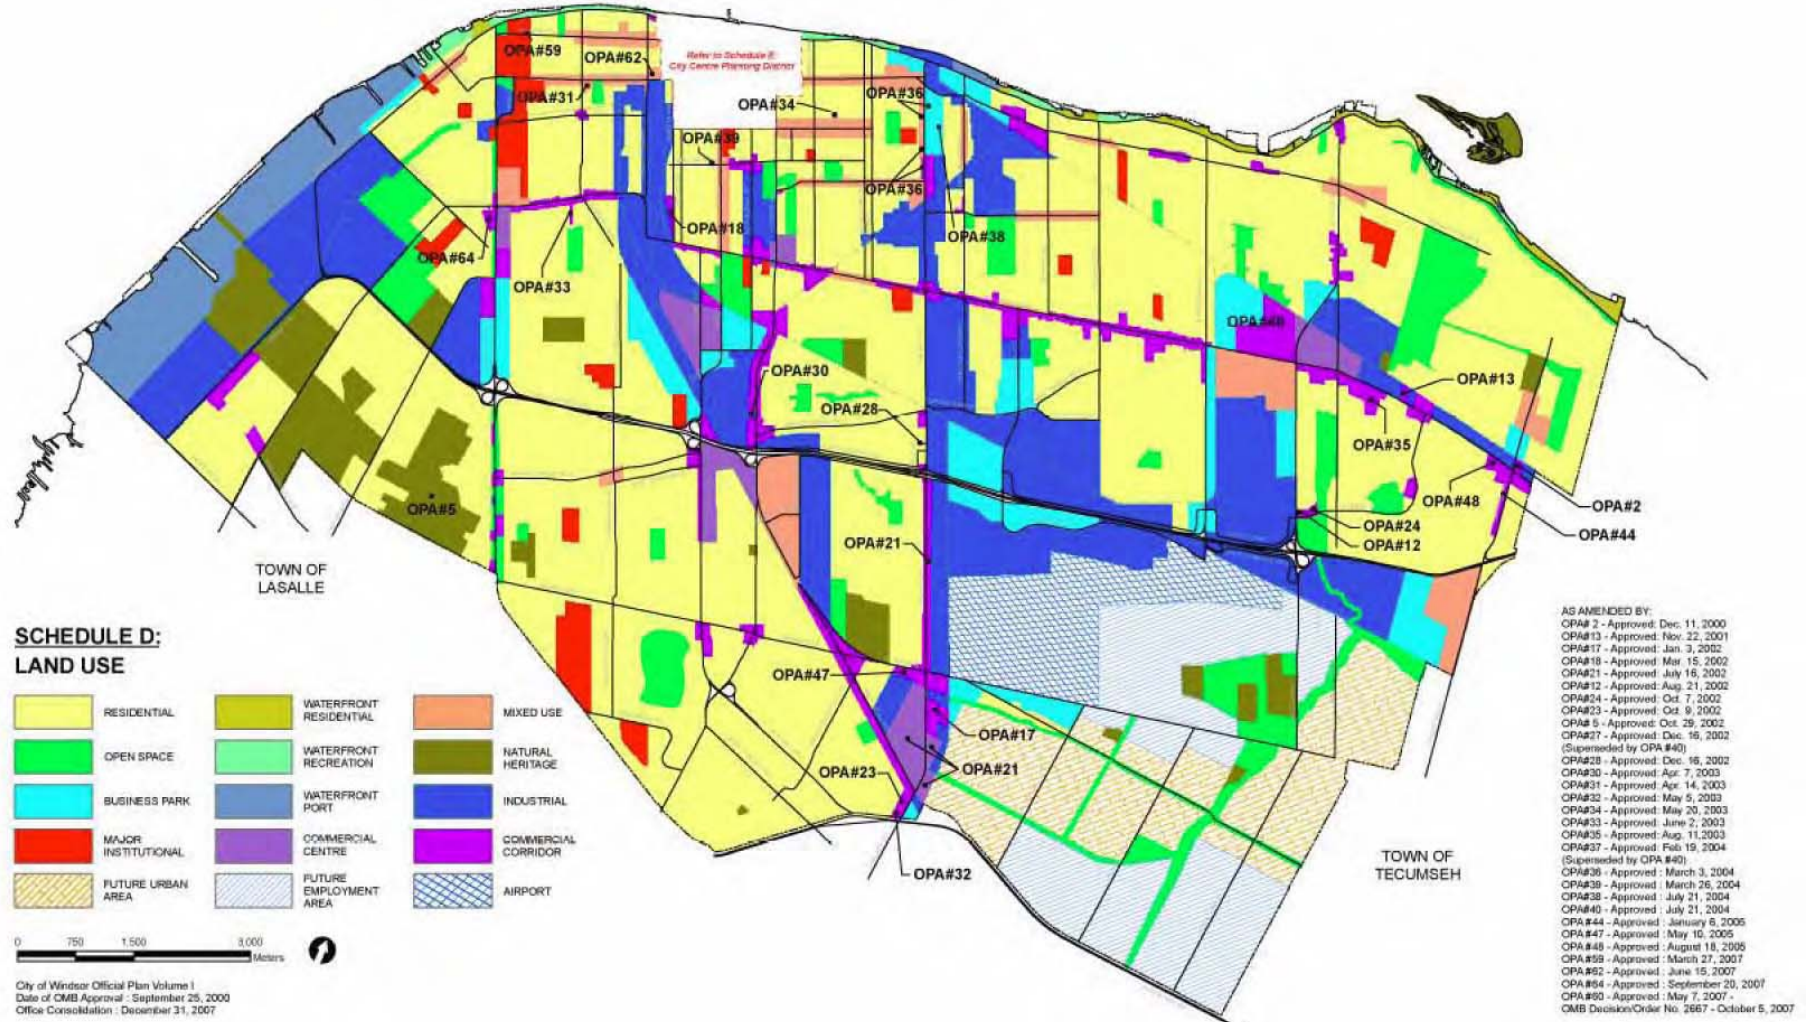 OPA#59
OPA#62
Refer to Schedule E:
City Centre Planning District
OPA#31
OPA#34
OPA#36
OPA#39
OPA#36
OPA#18
OPA#38
OPA#64
OPA#33
OPA#40
OPA#30
OPA#13
OPA#28
OPA#35
OPA#5
OPA#48
OPA#2
OPA#24
OPA#44
OPA#21
OPA#12
TOWN OF
LASALLE
OPA#47
OPA#17
OPA#23
OPA#21
OPA#32
TOWN OF
TECUMSEH
SCHEDULE D:
LAND USE
RESIDENTIAL
WATERFRONT
RESIDENTIAL
MIXED USE
OPEN SPACE
WATERFRONT
RECREATION
NATURAL
HERITAGE
BUSINESS PARK
WATERFRONT
PORT
INDUSTRIAL
MAJOR
INSTITUTIONAL
COMMERCIAL
CENTRE
COMMERCIAL
CORRIDOR
FUTURE URBAN
AREA
FUTURE
EMPLOYMENT
AREA
AIRPORT
0 750 1,500 3,000
Meters
City of Windsor Official Plan Volume I
Date of OMB Approval : September 25, 2000
Office Consolidation : December 31, 2007
AS AMENDED BY:
OPA# 2 - Approved: Dec. 11, 2000
OPA#13 - Approved: Nov. 22, 2001
OPA#17 - Approved: Jan. 3, 2002
OPA#18 - Approved: Mar. 15, 2002
OPA#21 - Approved: July 16, 2002
OPA#12 - Approved: Aug. 21, 2002
OPA#24 - Approved: Oct. 7, 2002
OPA#23 - Approved: Oct. 9, 2002
OPA# 5 - Approved: Oct. 29, 2002
OPA#27 - Approved: Dec. 16, 2002
(Superseded by OPA #40)
OPA#28 - Approved: Dec. 16, 2002
OPA#30 - Approved: Apr. 7, 2003
OPA#31 - Approved: Apr. 14, 2003
OPA#32 - Approved: May 5, 2003
OPA#34 - Approved: May 20, 2003
OPA#33 - Approved: June 2, 2003
OPA#35 - Approved: Aug. 11,2003
OPA#37 - Approved: Feb 19, 2004
(Superseded by OPA #40)
OPA#36 - Approved : March 3, 2004
OPA#39 - Approved : March 26, 2004
OPA#38 - Approved : July 21, 2004
OPA#40 - Approved : July 21, 2004
OPA #44 - Approved : January 6, 2005
OPA#47 - Approved : May 10, 2005
OPA #48 - Approved : August 18, 2005
OPA #59 - Approved : March 27, 2007
OPA #62 - Approved : June 15, 2007
OPA #64 - Approved : September 20, 2007
OPA #60 - Approved : May 7, 2007 -
OMB Decision/Order No. 2667 - October 5, 2007